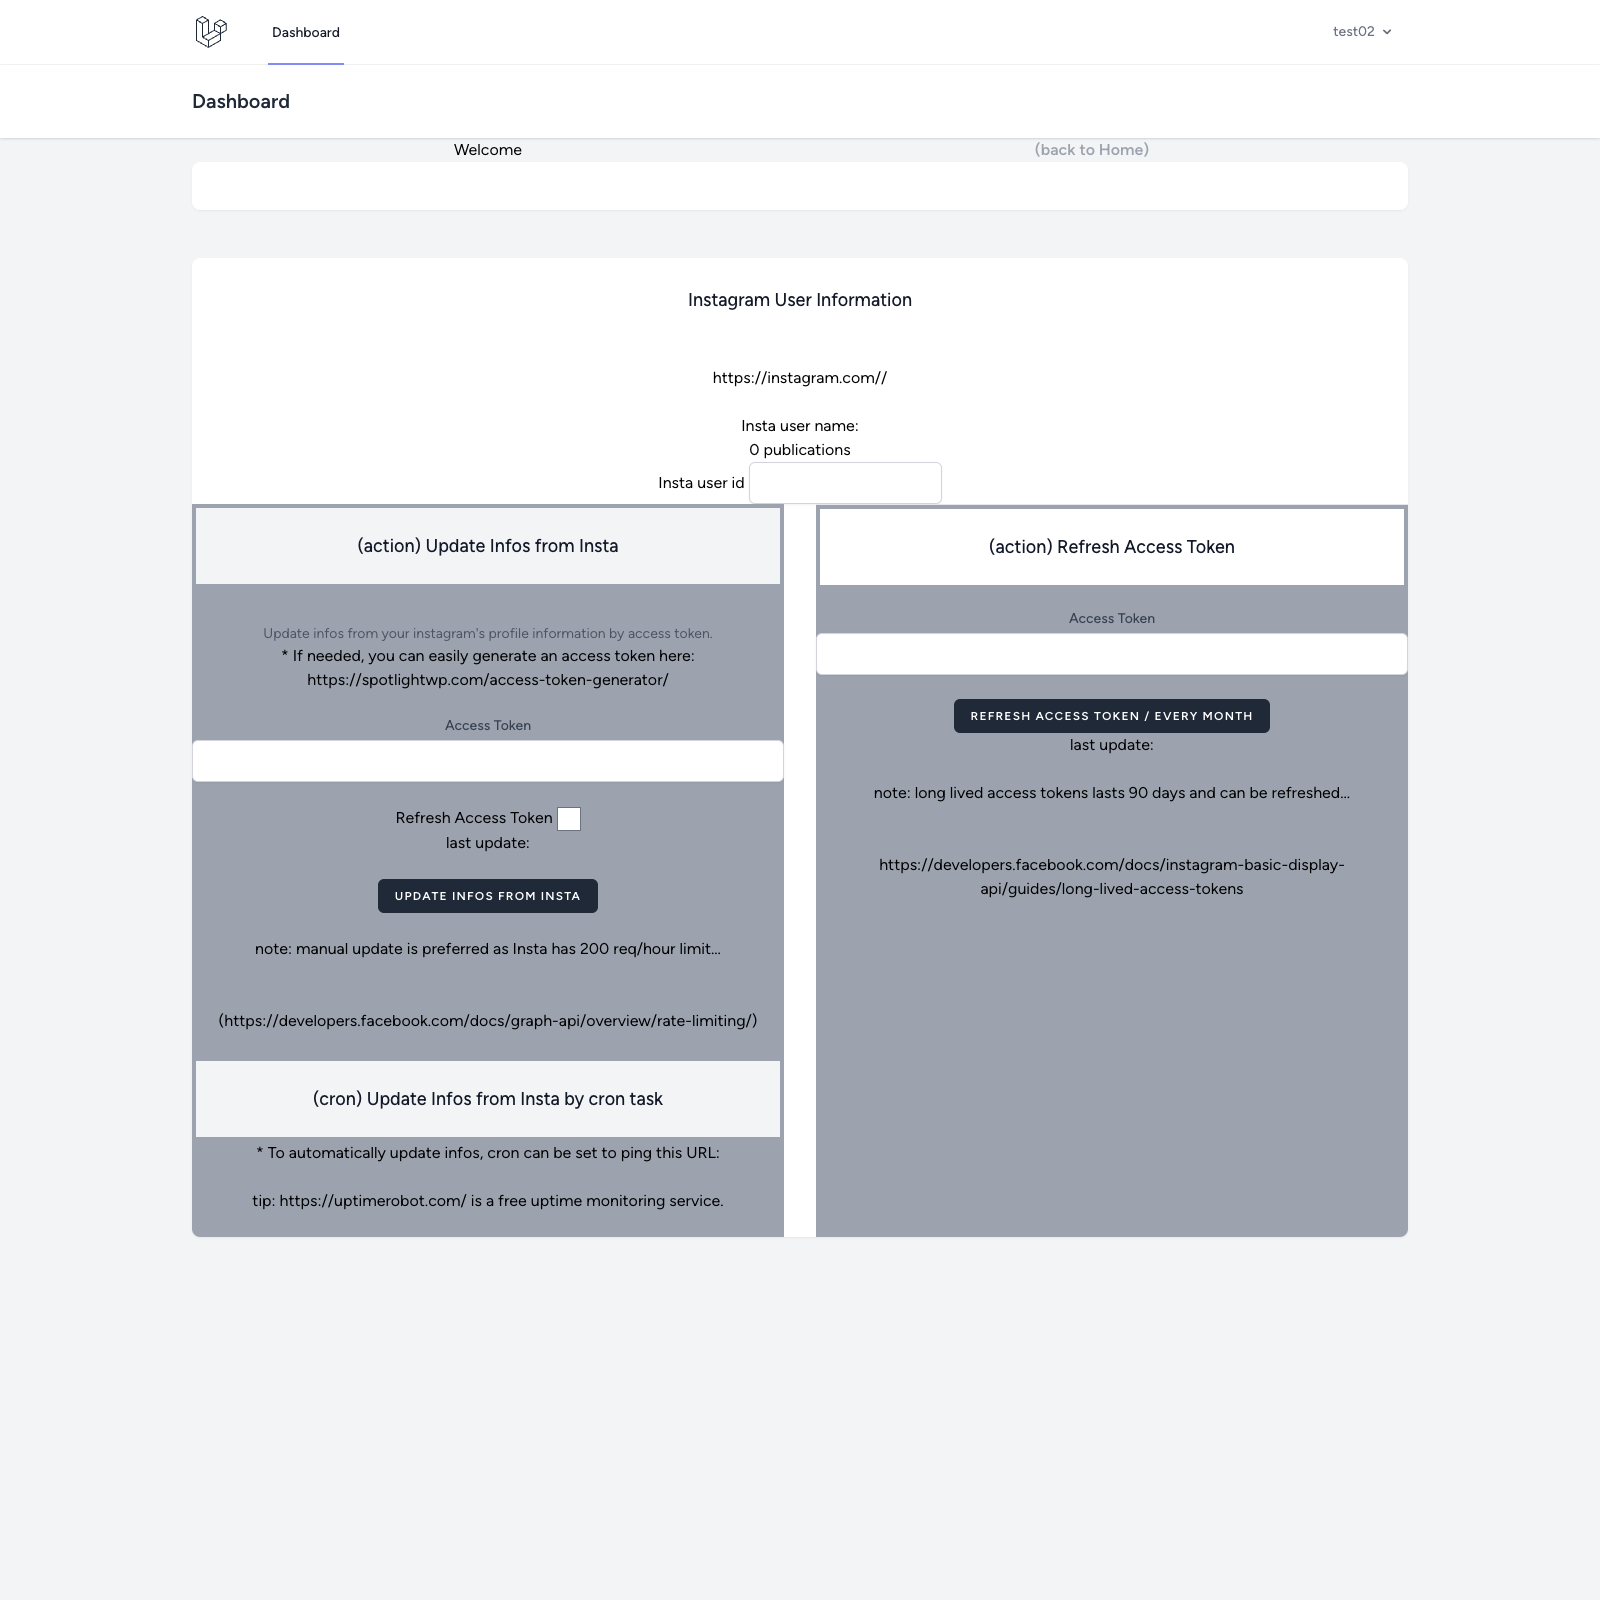 Dashboard
test02
Dashboard
Welcome
(back to Home)
Instagram User Information
https://instagram.com//
Insta user name:
0 publications
Insta user id
(action) Update Infos from Insta
Update infos from your instagram's profile information by access token.
* If needed, you can easily generate an access token here:
https://spotlightwp.com/access-token-generator/
Access Token
Refresh Access Token
last update:
UPDATE INFOS FROM INSTA
note: manual update is preferred as Insta has 200 req/hour limit...
(https://developers.facebook.com/docs/graph-api/overview/rate-limiting/)
(cron) Update Infos from Insta by cron task
* To automatically update infos, cron can be set to ping this URL:
tip: https://uptimerobot.com/ is a free uptime monitoring service.
(action) Refresh Access Token
Access Token
REFRESH ACCESS TOKEN / EVERY MONTH
last update:
note: long lived access tokens lasts 90 days and can be refreshed...
https://developers.facebook.com/docs/instagram-basic-display-
api/guides/long-lived-access-tokens